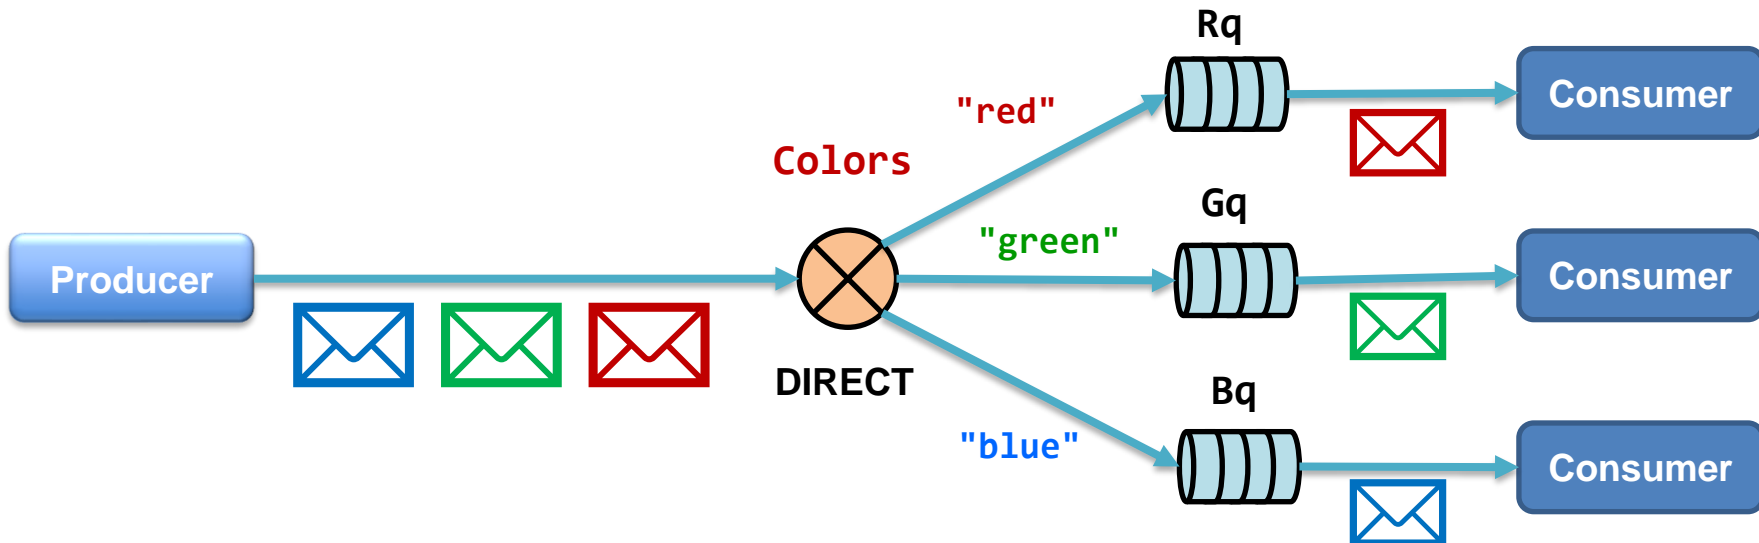 Rq
Consumer
"red"
Colors
Gq
"green"
Consumer
Producer
DIRECT
Bq
"blue"
Consumer